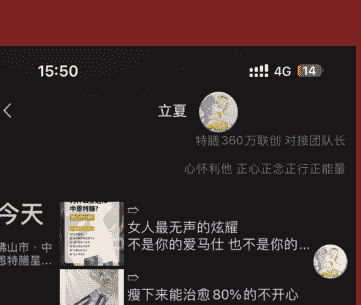 15:50
4G 14
立夏
特膳360万联创 对接团队长
心怀利他 正心正念正行正能量
今天
佛山市 · 中
恩特膳星...
中恩特膳?
女人最无声的炫耀
不是你的爱马仕 也不是你的...
瘦下来能治愈80%的不开心